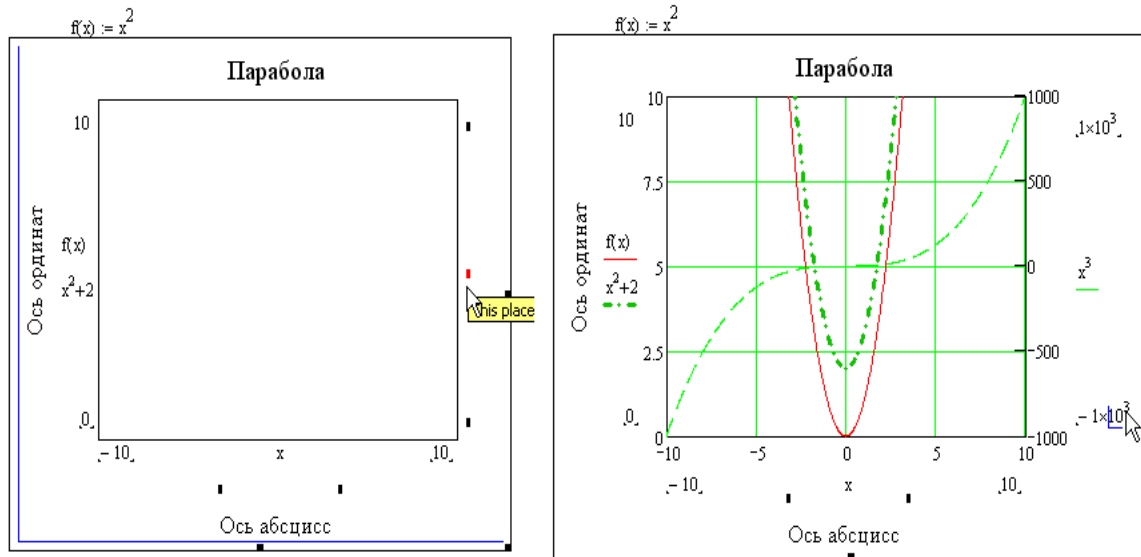 f(x) := x²
Парабола
10
Ось ординат
f(x)
x²+2
This place
0
−10
x
10
Ось абсцисс
f(x) := x²
Парабола
10
10
7.5
Ось ординат
f(x)
5
x²+2
2.5
0
0
1000
1×10³
500
0
x³
−500
−1×10³
−1000
−10
−5
0
5
10
−10
x
10
Ось абсцисс